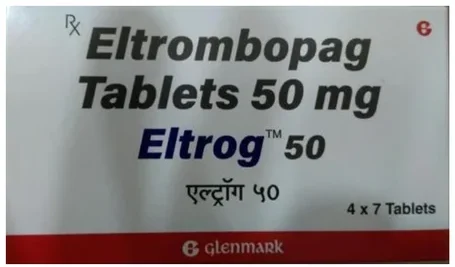 Rx
Eltrombopag
Tablets 50 mg
Eltrog™ 50
एल्ट्रॉग ५०
4 x 7 Tablets
G glenmark